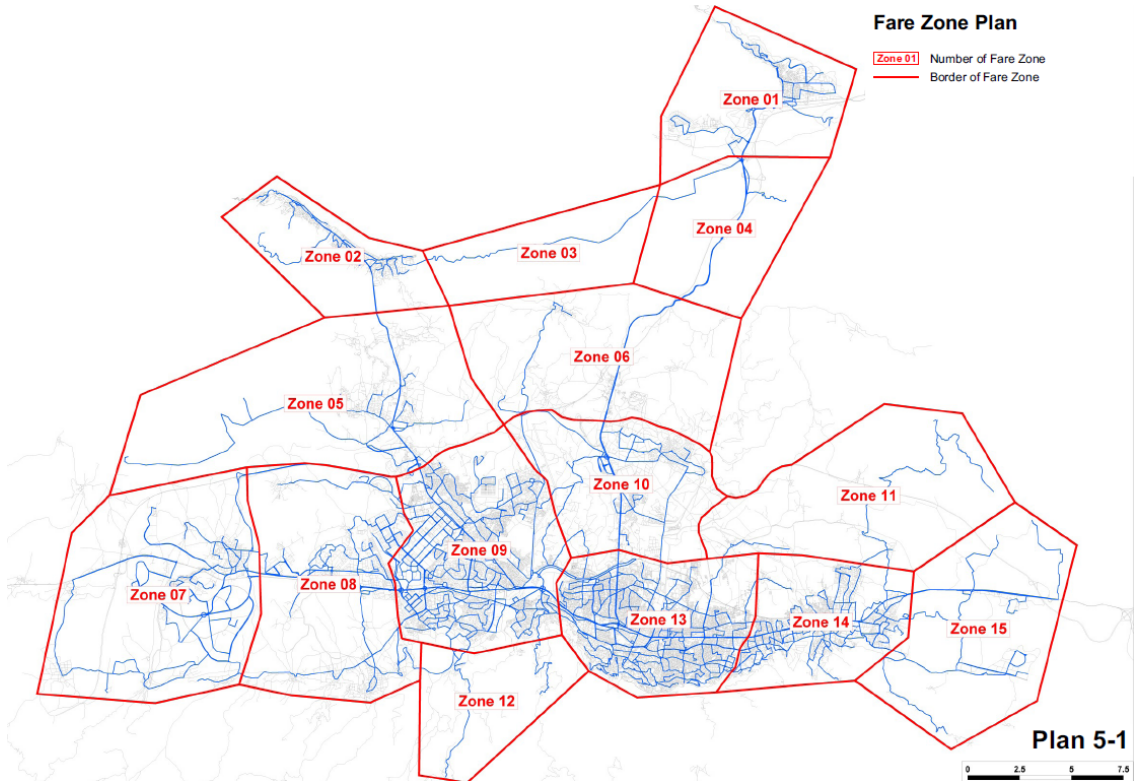 Fare Zone Plan
Zone 01 Number of Fare Zone
Border of Fare Zone
Zone 01
Zone 04
Zone 02
Zone 03
Zone 06
Zone 05
Zone 10
Zone 11
Zone 09
Zone 08
Zone 07
Zone 13
Zone 14
Zone 15
Zone 12
Plan 5-1
0 2.5 5 7.5